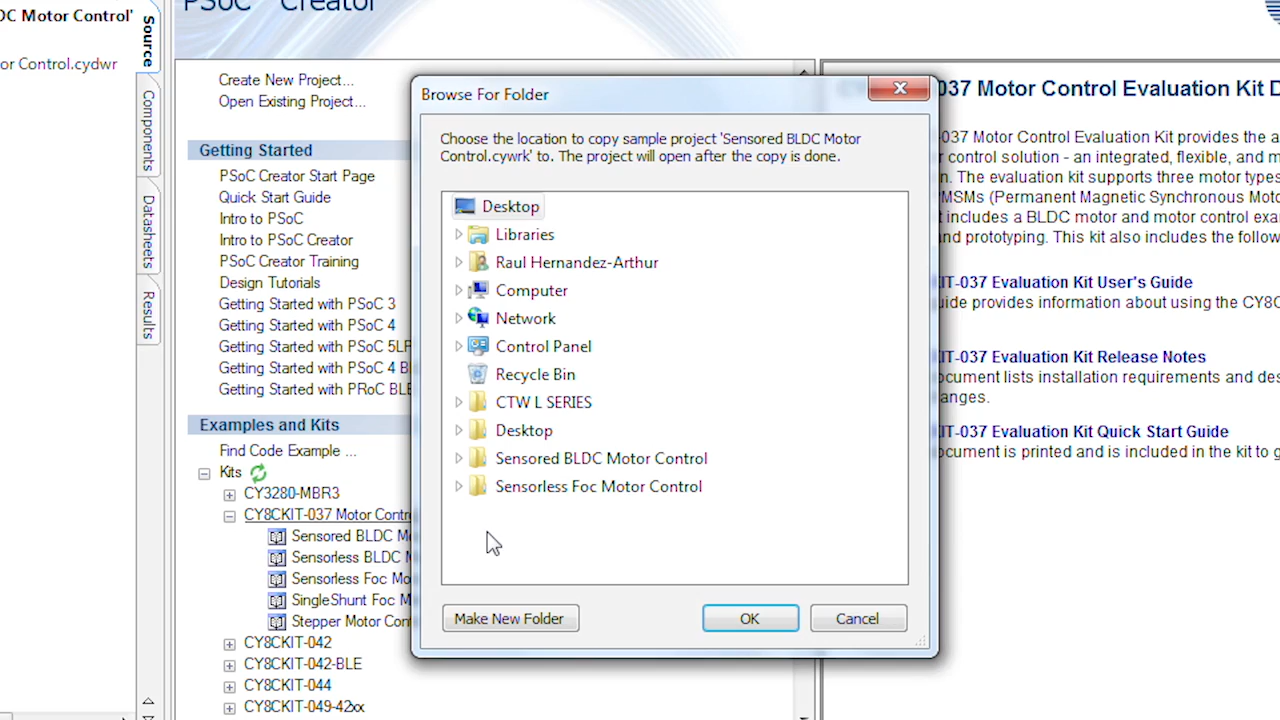 DC Motor Control'
or Control.cydwr
Source
Components
Datasheets
Results
PSoC Creator
Create New Project...
Open Existing Project...
Getting Started
PSoC Creator Start Page
Quick Start Guide
Intro to PSoC
Intro to PSoC Creator
PSoC Creator Training
Design Tutorials
Getting Started with PSoC 3
Getting Started with PSoC 4
Getting Started with PSoC 5LP
Getting Started with PSoC 4 B
Getting Started with PRoC BLE
Examples and Kits
Find Code Example ...
Kits
CY3280-MBR3
CY8CKIT-037 Motor Contr
Sensored BLDC M
Sensorless BLDC
Sensorless Foc Mo
SingleShunt Foc M
Stepper Motor Con
CY8CKIT-042
CY8CKIT-042-BLE
CY8CKIT-044
CY8CKIT-049-42xx
Browse For Folder
Choose the location to copy sample project 'Sensored BLDC Motor
Control.cywrk' to. The project will open after the copy is done.
Desktop
Libraries
Raul Hernandez-Arthur
Computer
Network
Control Panel
Recycle Bin
CTW L SERIES
Desktop
Sensored BLDC Motor Control
Sensorless Foc Motor Control
Make New Folder
OK
Cancel
037 Motor Control Evaluation Kit D
-037 Motor Control Evaluation Kit provides the a
r control solution - an integrated, flexible, and m
n. The evaluation kit supports three motor types
PMSMs (Permanent Magnetic Synchronous Moto
t includes a BLDC motor and motor control exa
and prototyping. This kit also includes the follow
IT-037 Evaluation Kit User's Guide
uide provides information about using the CY8C
IT-037 Evaluation Kit Release Notes
ocument lists installation requirements and des
anges.
IT-037 Evaluation Kit Quick Start Guide
ocument is printed and is included in the kit to g